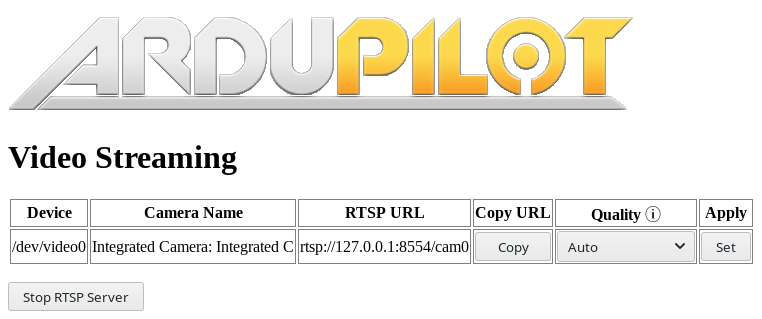 ARDUPILOT
Video Streaming
Device Camera Name RTSP URL Copy URL Quality ⓘ Apply
/dev/video0 Integrated Camera: Integrated C rtsp://127.0.0.1:8554/cam0 Copy Auto Set
Stop RTSP Server